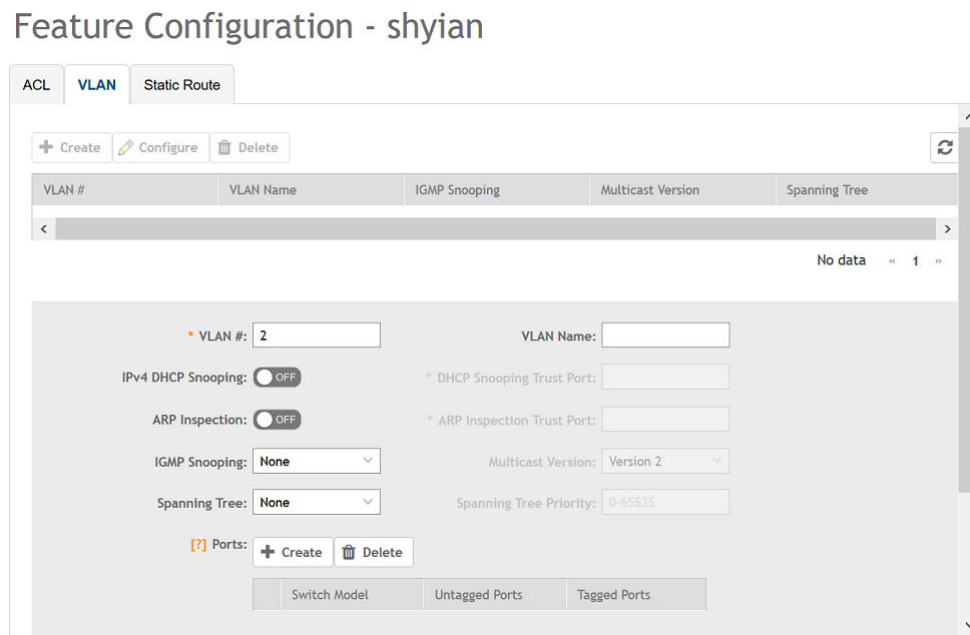 Feature Configuration - shyian
ACL VLAN Static Route
Create Configure Delete
VLAN # VLAN Name IGMP Snooping Multicast Version Spanning Tree
No data « 1 »
* VLAN #: 2 VLAN Name:
IPv4 DHCP Snooping: OFF * DHCP Snooping Trust Port:
ARP Inspection: OFF * ARP Inspection Trust Port:
IGMP Snooping: None Multicast Version: Version 2
Spanning Tree: None Spanning Tree Priority: 0-65535
[?] Ports: Create Delete
Switch Model Untagged Ports Tagged Ports